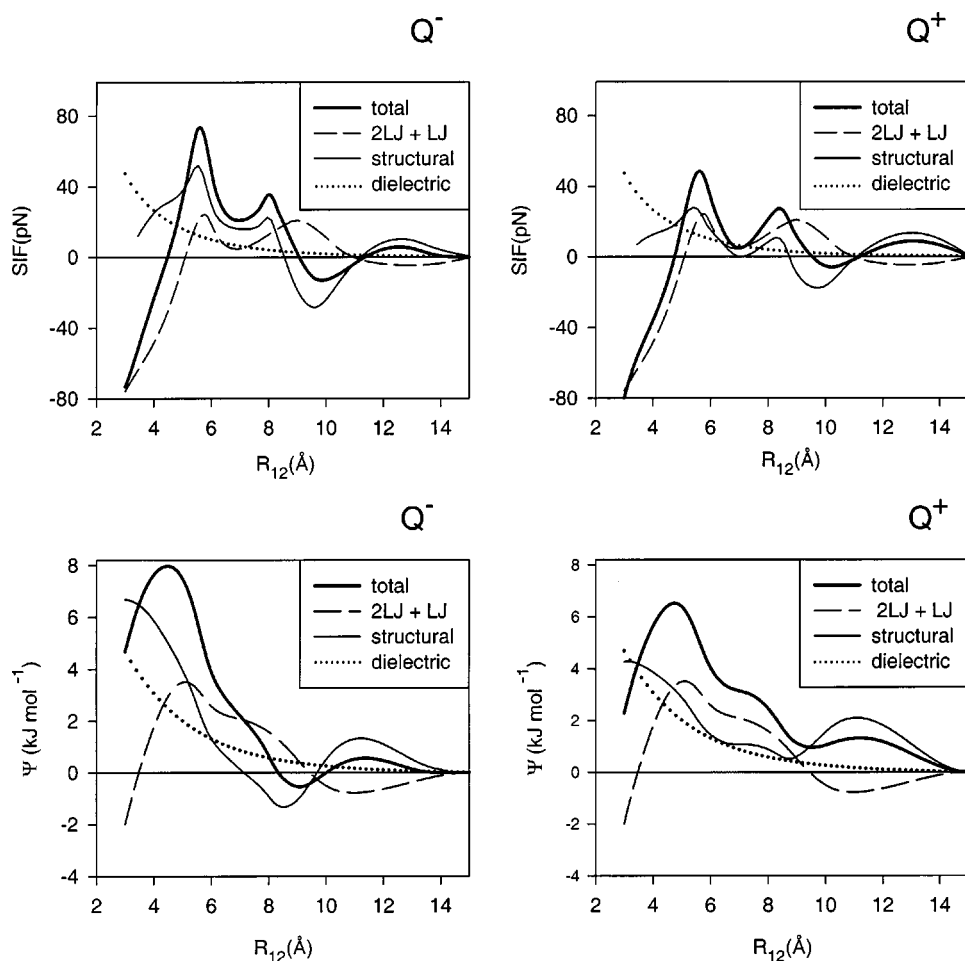 Q-
SIF(pN)
80
40
0
-40
-80
total
2LJ + LJ
structural
dielectric
2 4 6 8 10 12 14
R12(Å)
Q+
SIF(pN)
80
40
0
-40
-80
total
2LJ + LJ
structural
dielectric
2 4 6 8 10 12 14
R12(Å)
Q-
Ψ (kJ mol -1)
8
6
4
2
0
-2
-4
total
2LJ + LJ
structural
dielectric
2 4 6 8 10 12 14
R12(Å)
Q+
Ψ (kJ mol -1)
8
6
4
2
0
-2
-4
total
2LJ + LJ
structural
dielectric
2 4 6 8 10 12 14
R12(Å)